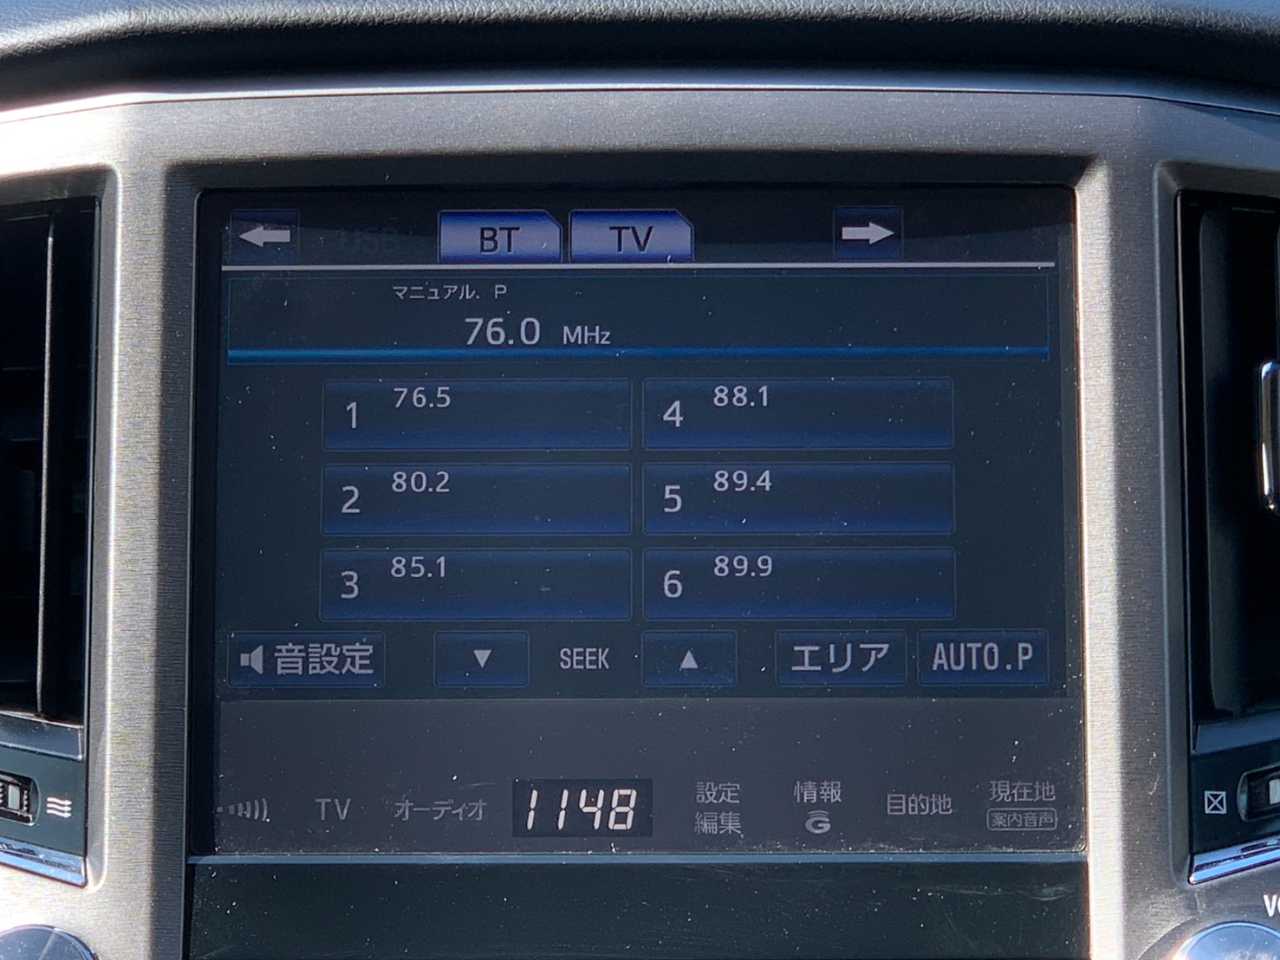 BT TV
マニュアル. P
76.0 MHz
1 76.5
4 88.1
2 80.2
5 89.4
3 85.1
6 89.9
音設定 ▼ SEEK ▲ エリア AUTO.P
TV オーディオ 1148 設定 編集 情報 G 目的地 現在地 案内音声